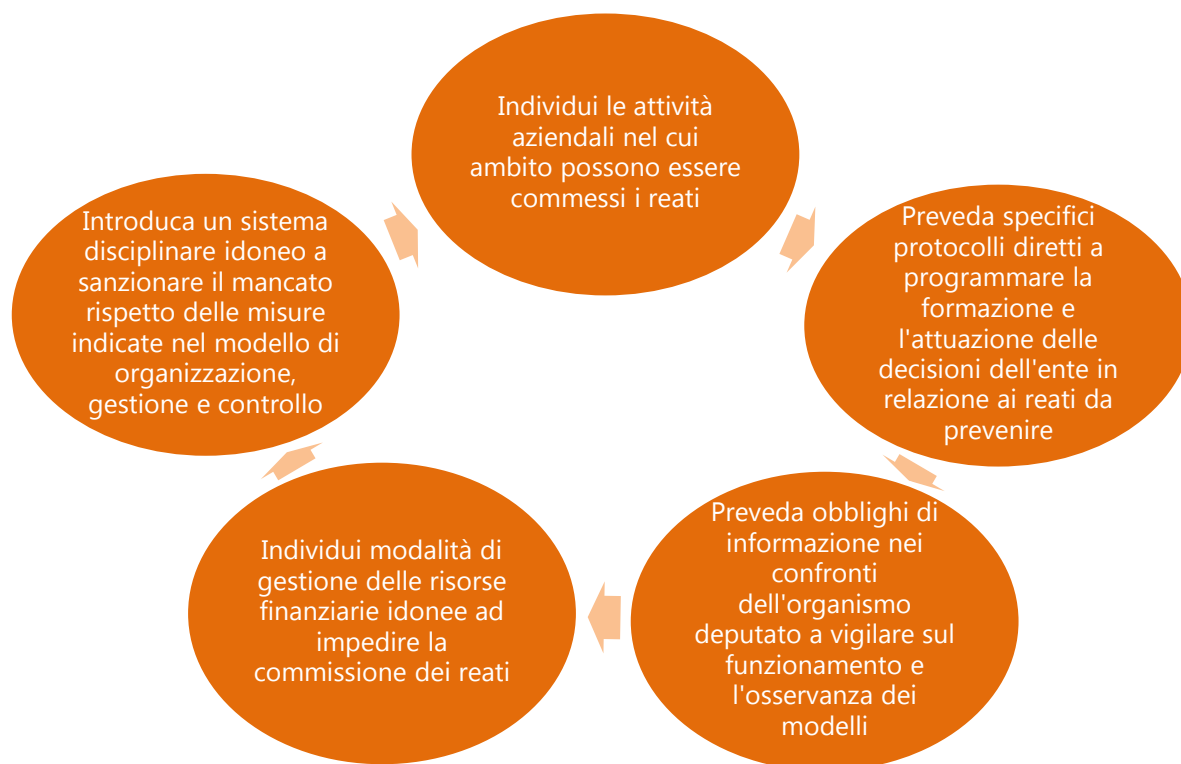 Individui le attività
aziendali nel cui
ambito possono essere
commessi i reati
Preveda specifici
protocolli diretti a
programmare la
formazione e
l'attuazione delle
decisioni dell'ente in
relazione ai reati da
prevenire
Preveda obblighi di
informazione nei
confronti
dell'organismo
deputato a vigilare sul
funzionamento e
l'osservanza dei
modelli
Individui modalità di
gestione delle risorse
finanziarie idonee ad
impedire la
commissione dei reati
Introduca un sistema
disciplinare idoneo a
sanzionare il mancato
rispetto delle misure
indicate nel modello di
organizzazione,
gestione e controllo